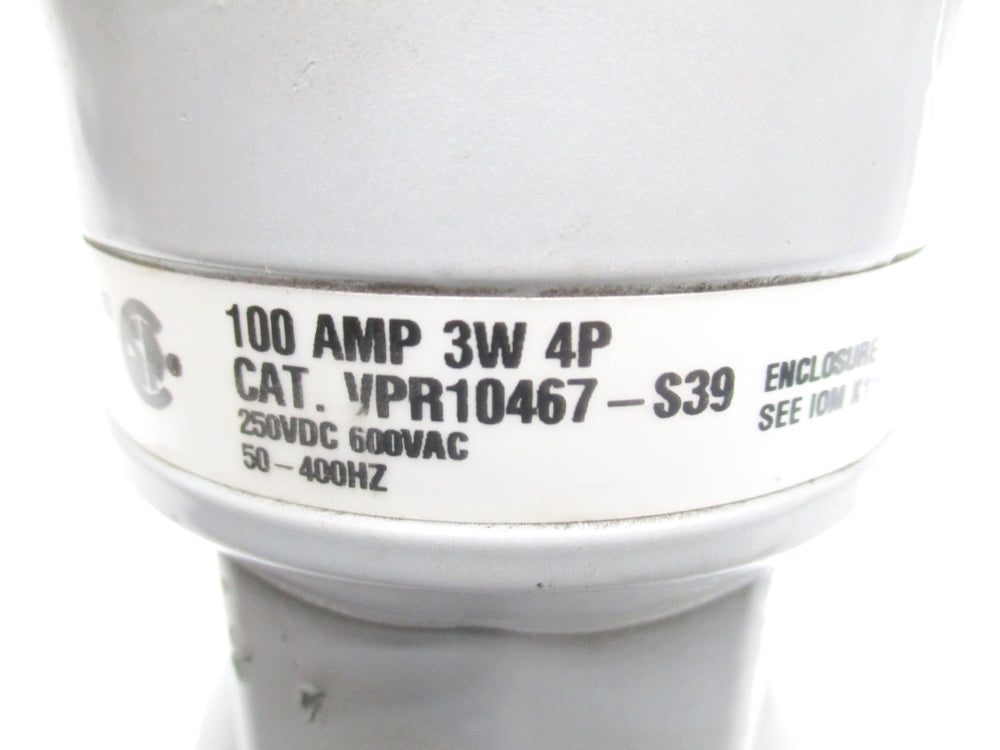 100 AMP 3W 4P
CAT. VPR10467-S39
250VDC 600VAC
50-400HZ
ENCLOSURE
SEE IOM